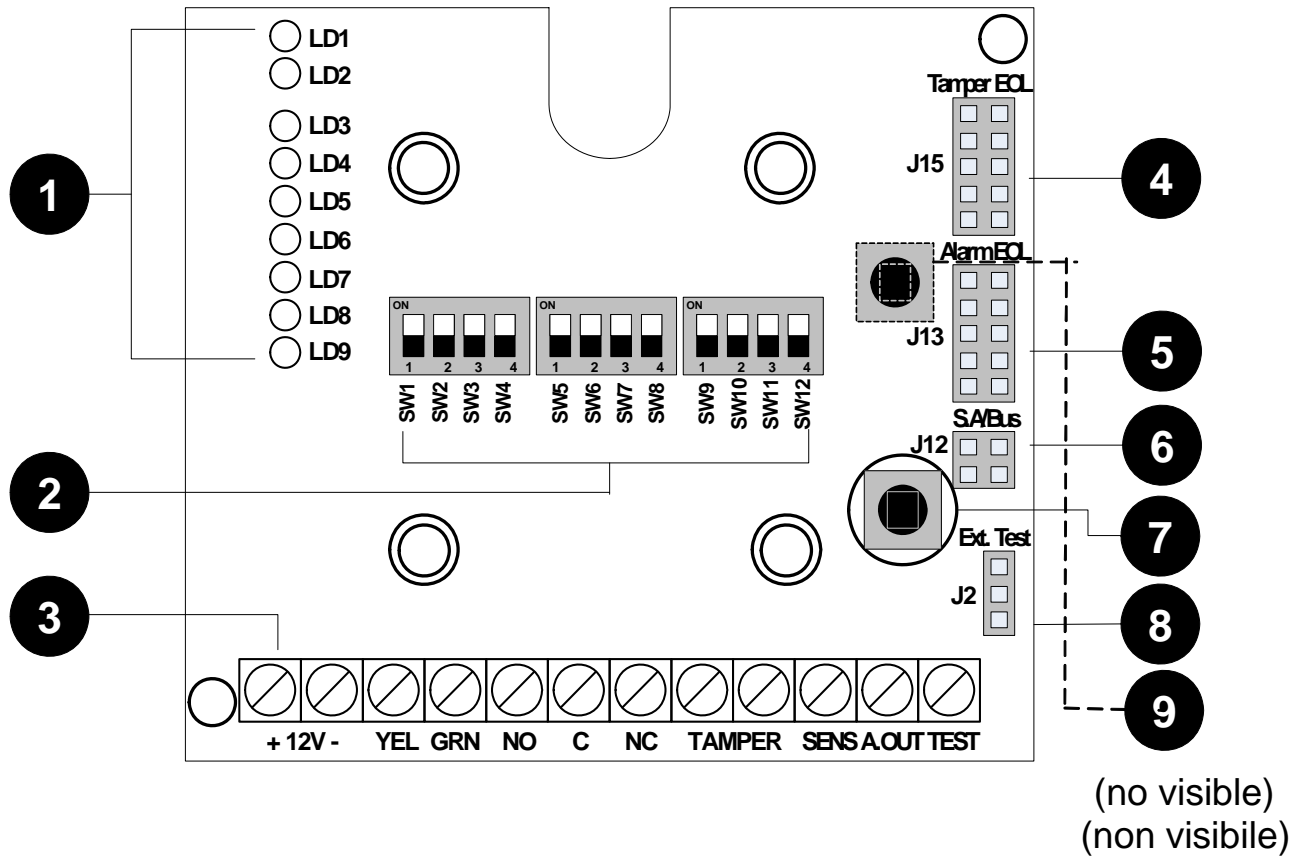 LD1
LD2
LD3
LD4
LD5
LD6
LD7
LD8
LD9
1
Tamper EOL
J15
4
Alarm EOL
J13
5
ON
1 2 3 4
SW1 SW2 SW3 SW4
ON
1 2 3 4
SW5 SW6 SW7 SW8
ON
1 2 3 4
SW9 SW10 SW11 SW12
S.A/Bus
J12
6
2
7
Ext. Test
J2
3
8
9
+ 12V - YEL GRN NO C NC TAMPER SENS A.OUT TEST
(no visible)
(non visibile)